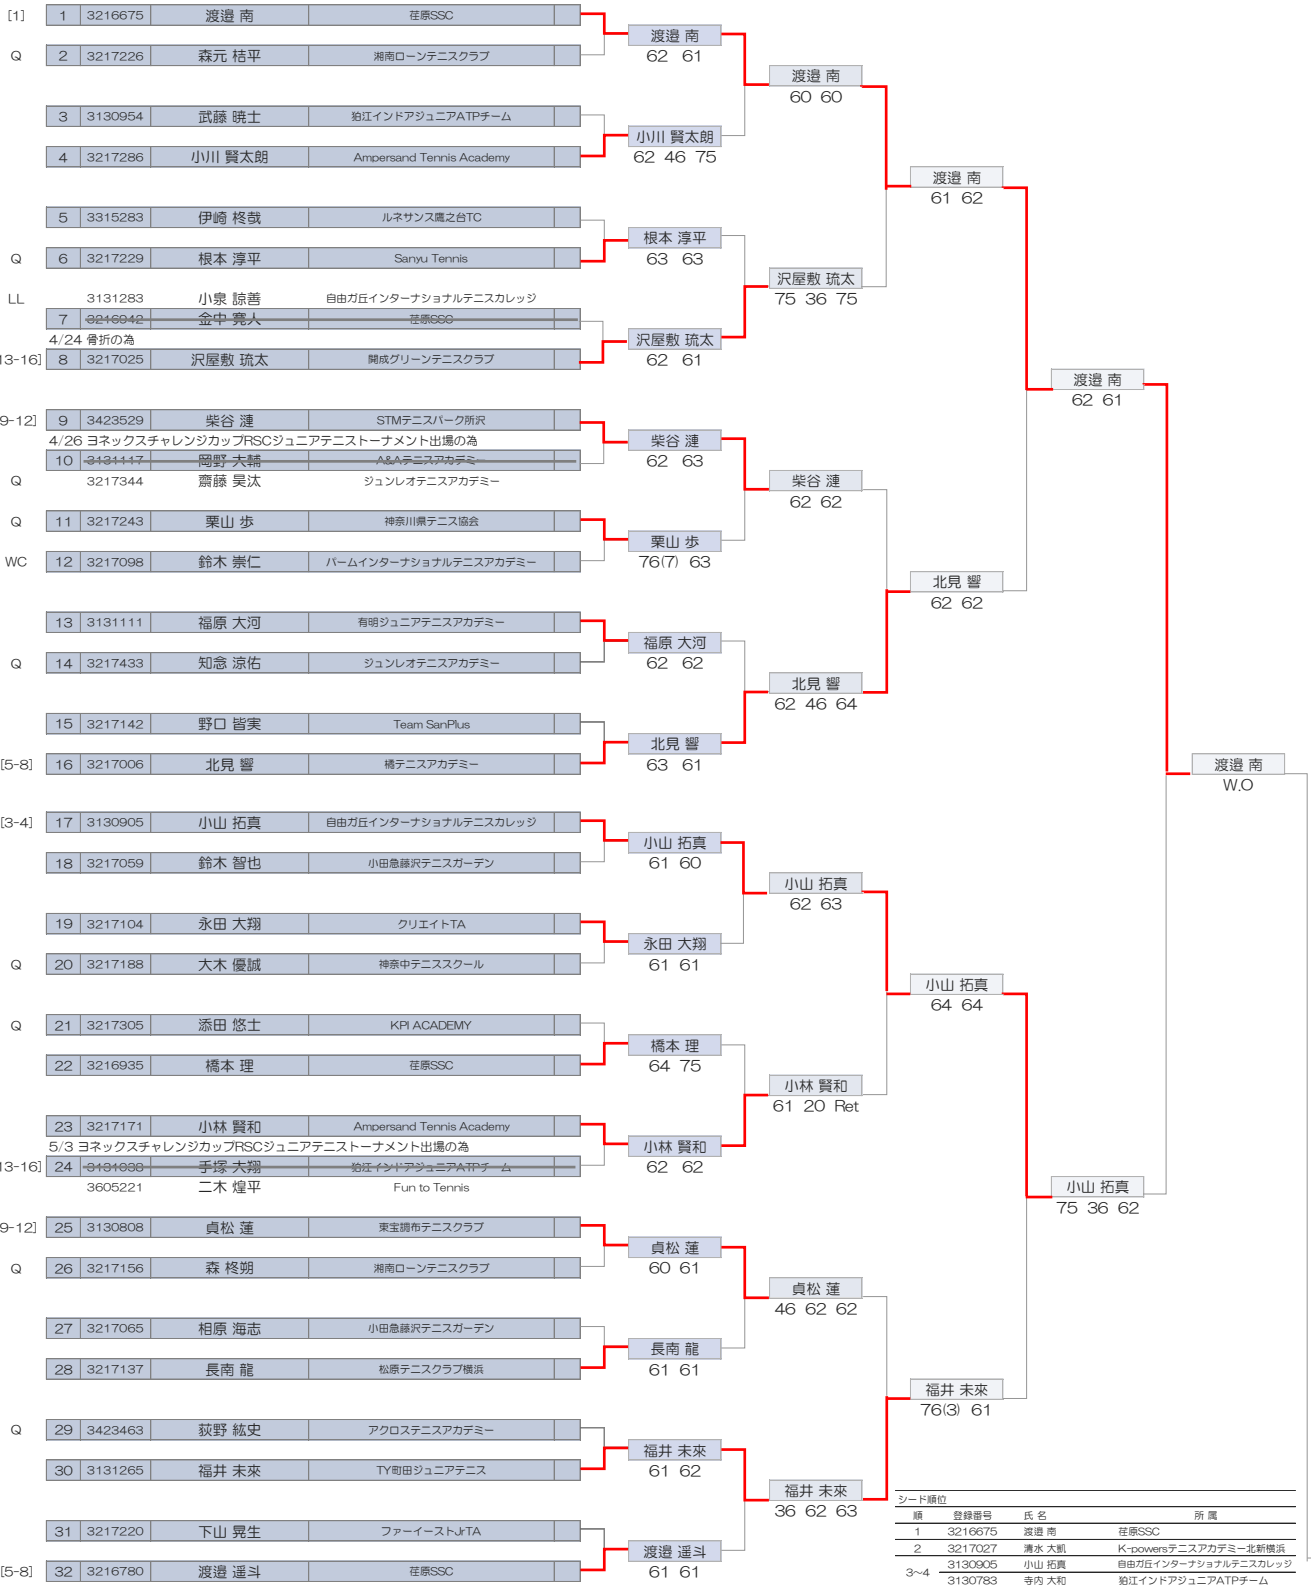 [1] 1 3216675 渡邉 南 荏原SSC
渡邉 南
62 61
Q 2 3217226 森元 桔平 湘南ローンテニスクラブ
渡邉 南
60 60
3 3130954 武藤 暁士 狛江インドアジュニアATPチーム
小川 賢太朗
62 46 75
4 3217286 小川 賢太朗 Ampersand Tennis Academy
渡邉 南
61 62
5 3315283 伊崎 柊哉 ルネサンス鷹之台TC
根本 淳平
63 63
Q 6 3217229 根本 淳平 Sanyu Tennis
沢屋敷 琉太
75 36 75
LL 3131283 小泉 諒善 自由ガ丘インターナショナルテニスカレッジ
7 3216942 金中 寛人 荏原SSC
4/24 骨折の為
沢屋敷 琉太
62 61
13-16] 8 3217025 沢屋敷 琉太 開成グリーンテニスクラブ
渡邉 南
62 61
9-12] 9 3423529 柴谷 漣 STMテニスパーク所沢
4/26 ヨネックスチャレンジカップRSCジュニアテニストーナメント出場の為
柴谷 漣
62 63
10 3131117 岡野 大輔 A&Aテニスアカデミー
Q 3217344 齋藤 昊汰 ジュンレオテニスアカデミー
柴谷 漣
62 62
Q 11 3217243 栗山 歩 神奈川県テニス協会
栗山 歩
76(7) 63
WC 12 3217098 鈴木 崇仁 パームインターナショナルテニスアカデミー
北見 響
62 62
13 3131111 福原 大河 有明ジュニアテニスアカデミー
福原 大河
62 62
Q 14 3217433 知念 涼佑 ジュンレオテニスアカデミー
北見 響
62 46 64
15 3217142 野口 皆実 Team SanPlus
北見 響
63 61
[5-8] 16 3217006 北見 響 橘テニスアカデミー
渡邉 南
W.O
[3-4] 17 3130905 小山 拓真 自由ガ丘インターナショナルテニスカレッジ
小山 拓真
61 60
18 3217059 鈴木 智也 小田急藤沢テニスガーデン
小山 拓真
62 63
19 3217104 永田 大翔 クリエイトTA
永田 大翔
61 61
Q 20 3217188 大木 優誠 神奈中テニススクール
小山 拓真
64 64
Q 21 3217305 添田 悠士 KPI ACADEMY
橋本 理
64 75
22 3216935 橋本 理 荏原SSC
小林 賢和
61 20 Ret
23 3217171 小林 賢和 Ampersand Tennis Academy
5/3 ヨネックスチャレンジカップRSCジュニアテニストーナメント出場の為
小林 賢和
62 62
13-16] 24 3131038 手塚 大翔 狛江インドアジュニアATPチーム
3605221 二木 煌平 Fun to Tennis
小山 拓真
75 36 62
9-12] 25 3130808 貞松 蓮 東宝調布テニスクラブ
貞松 蓮
60 61
Q 26 3217156 森 柊朔 湘南ローンテニスクラブ
貞松 蓮
46 62 62
27 3217065 相原 海志 小田急藤沢テニスガーデン
長南 龍
61 61
28 3217137 長南 龍 松原テニスクラブ横浜
福井 未來
76(3) 61
Q 29 3423463 荻野 紘史 アクロステニスアカデミー
福井 未來
61 62
30 3131265 福井 未來 TY町田ジュニアテニス
福井 未來
36 62 63
31 3217220 下山 晃生 ファーイーストJrTA
渡邉 遥斗
61 61
[5-8] 32 3216780 渡邉 遥斗 荏原SSC
シード順位
順 登録番号 氏 名 所 属
1 3216675 渡邉 南 荏原SSC
2 3217027 清水 大凱 K-powersテニスアカデミー北新横浜
3~4 3130905 小山 拓真 自由ガ丘インターナショナルテニスカレッジ
3130783 寺内 大和 狛江インドアジュニアATPチーム